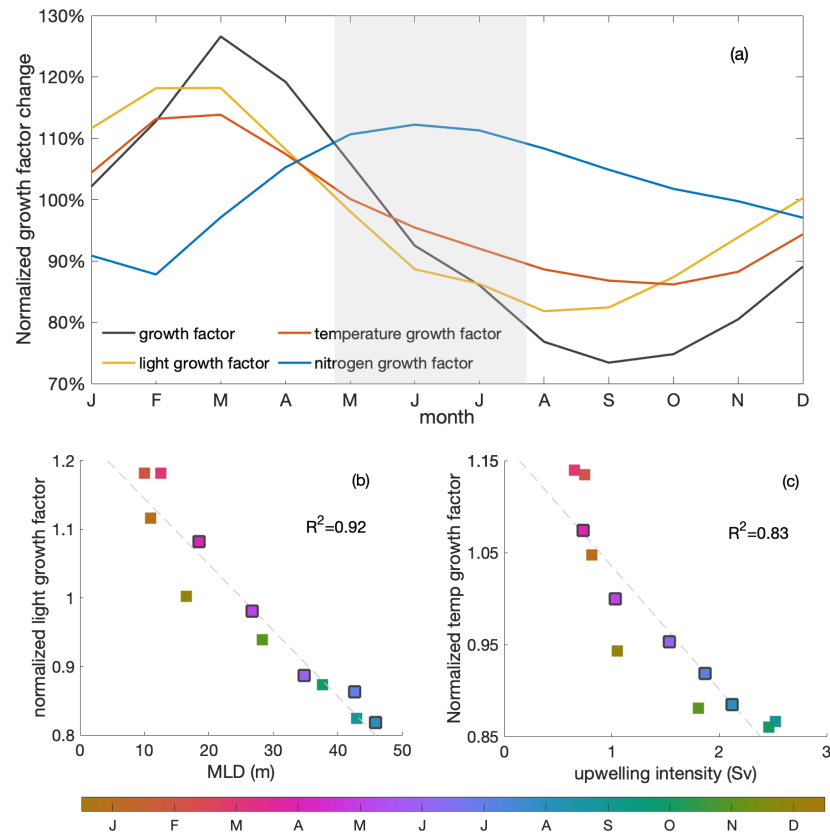 (a)
Normalized growth factor change
130%
120%
110%
100%
90%
80%
70%
growth factor
temperature growth factor
light growth factor
nitrogen growth factor
J F M A M J J A S O N D
month
(b)
R²=0.92
normalized light growth factor
1.2
1.1
1
0.9
0.8
0 10 20 30 40 50
MLD (m)
(c)
R²=0.83
Normalized temp growth factor
1.15
1.05
0.95
0.85
0 1 2 3
upwelling intensity (Sv)
J F M A M J J A S O N D